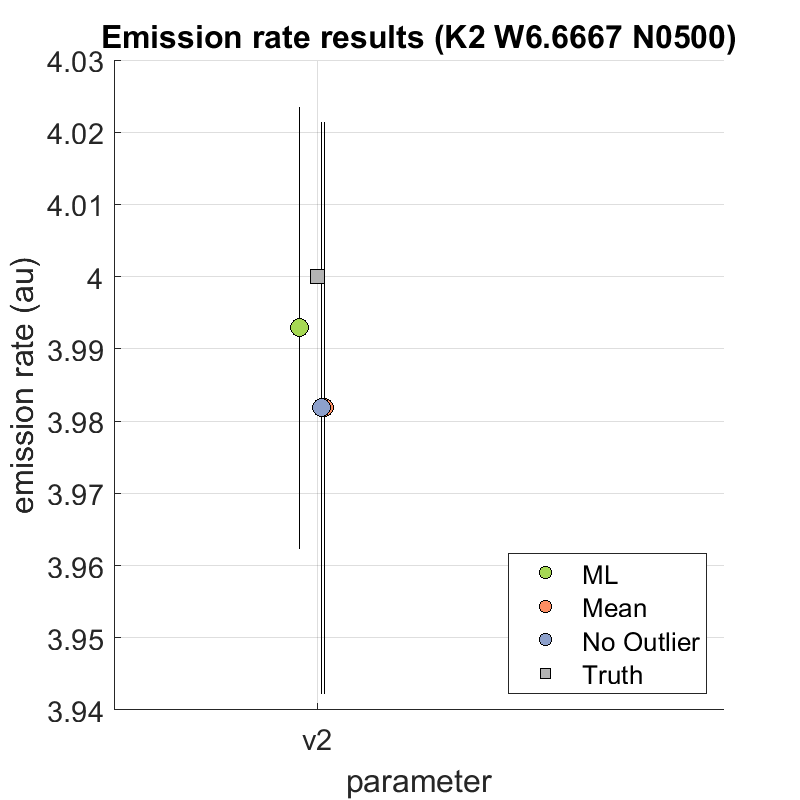 Emission rate results (K2 W6.6667 N0500)
4.03
4.02
4.01
4
3.99
3.98
3.97
3.96
3.95
3.94
emission rate (au)
ML
Mean
No Outlier
Truth
v2
parameter